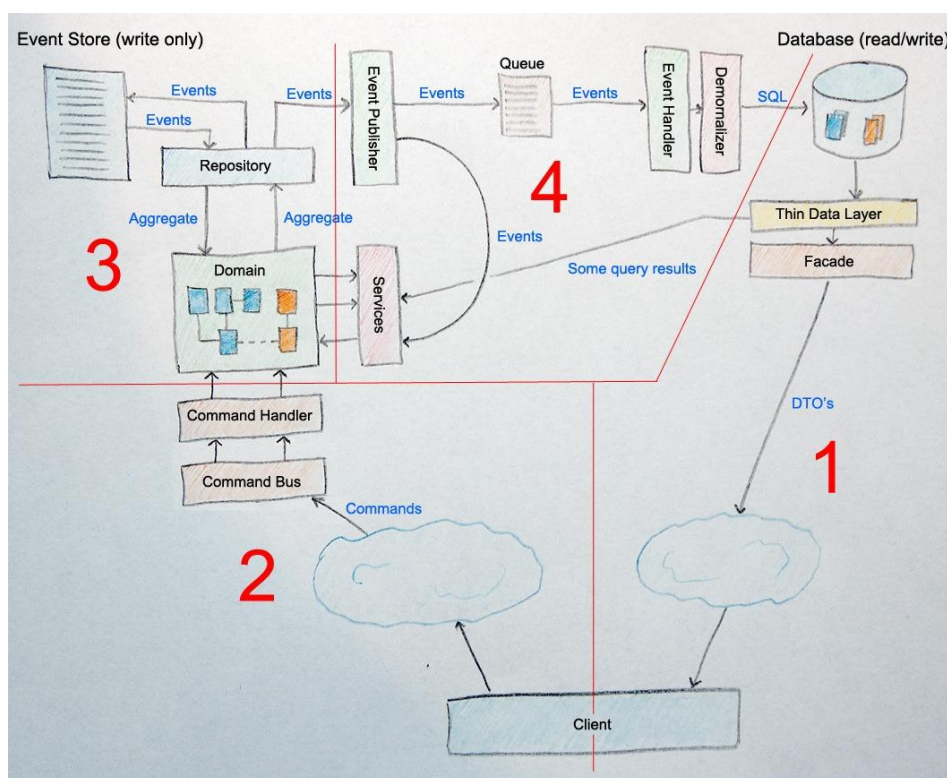 Event Store (write only)
Database (read/write)
Events
Events
Repository
Aggregate
Aggregate
3
Domain
Events
Event Publisher
Events
Queue
Events
Event Handler
Demornalizer
SQL
4
Events
Services
Some query results
Thin Data Layer
Facade
DTO's
1
Command Handler
Command Bus
Commands
2
Client